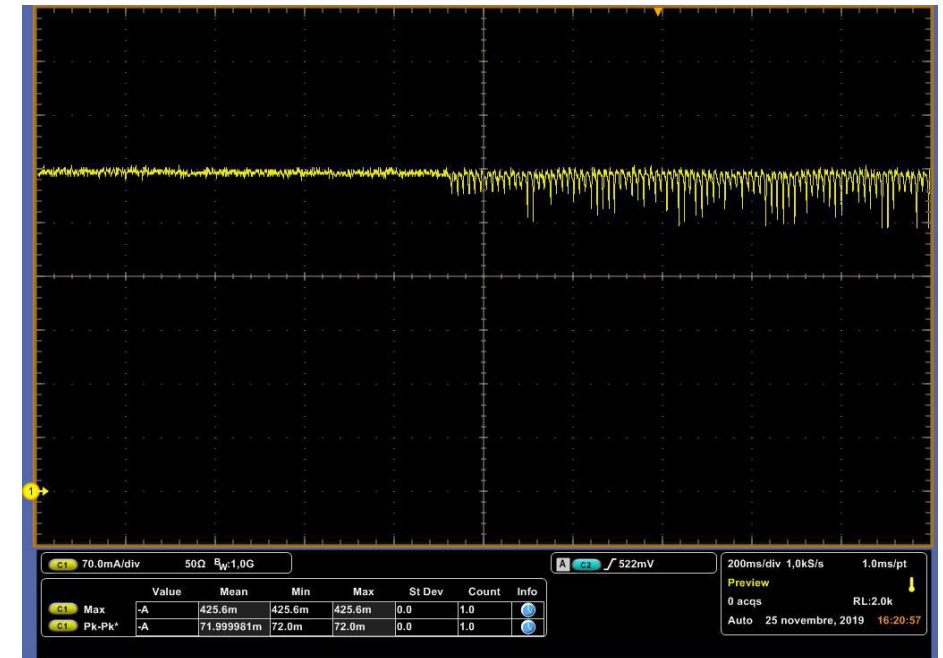 1
C1 70.0mA/div 50Ω BW:1,0G
A C2 522mV
200ms/div 1,0kS/s 1.0ms/pt
Preview
0 acqs RL:2.0k
Auto 25 novembre, 2019 16:20:57
Value Mean Min Max St Dev Count Info
C1 Max -A 425.6m 425.6m 425.6m 0.0 1.0
C1 Pk-Pk* -A 71.999981m 72.0m 72.0m 0.0 1.0